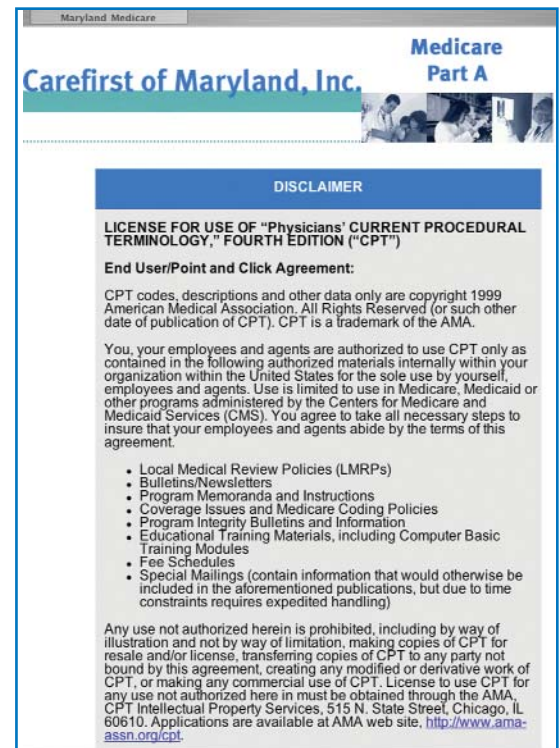 Maryland Medicare
Medicare
Part A
Carefirst of Maryland, Inc.
DISCLAIMER
LICENSE FOR USE OF “Physicians’ CURRENT PROCEDURAL
TERMINOLOGY,” FOURTH EDITION (“CPT”)
End User/Point and Click Agreement:
CPT codes, descriptions and other data only are copyright 1999
American Medical Association. All Rights Reserved (or such other
date of publication of CPT). CPT is a trademark of the AMA.
You, your employees and agents are authorized to use CPT only as
contained in the following authorized materials internally within your
organization within the United States for the sole use by yourself,
employees and agents. Use is limited to use in Medicare, Medicaid or
other programs administered by the Centers for Medicare and
Medicaid Services (CMS). You agree to take all necessary steps to
insure that your employees and agents abide by the terms of this
agreement.
• Local Medical Review Policies (LMRPs)
• Bulletins/Newsletters
• Program Memoranda and Instructions
• Coverage Issues and Medicare Coding Policies
• Program Integrity Bulletins and Information
• Educational Training Materials, including Computer Basic
Training Modules
• Fee Schedules
• Special Mailings (contain information that would otherwise be
included in the aforementioned publications, but due to time
constraints requires expedited handling)
Any use not authorized herein is prohibited, including by way of
illustration and not by way of limitation, making copies of CPT for
resale and/or license, transferring copies of CPT to any party not
bound by this agreement, creating any modified or derivative work of
CPT, or making any commercial use of CPT. License to use CPT for
any use not authorized here in must be obtained through the AMA,
CPT Intellectual Property Services, 515 N. State Street, Chicago, IL
60610. Applications are available at AMA web site, http://www.ama-
assn.org/cpt.